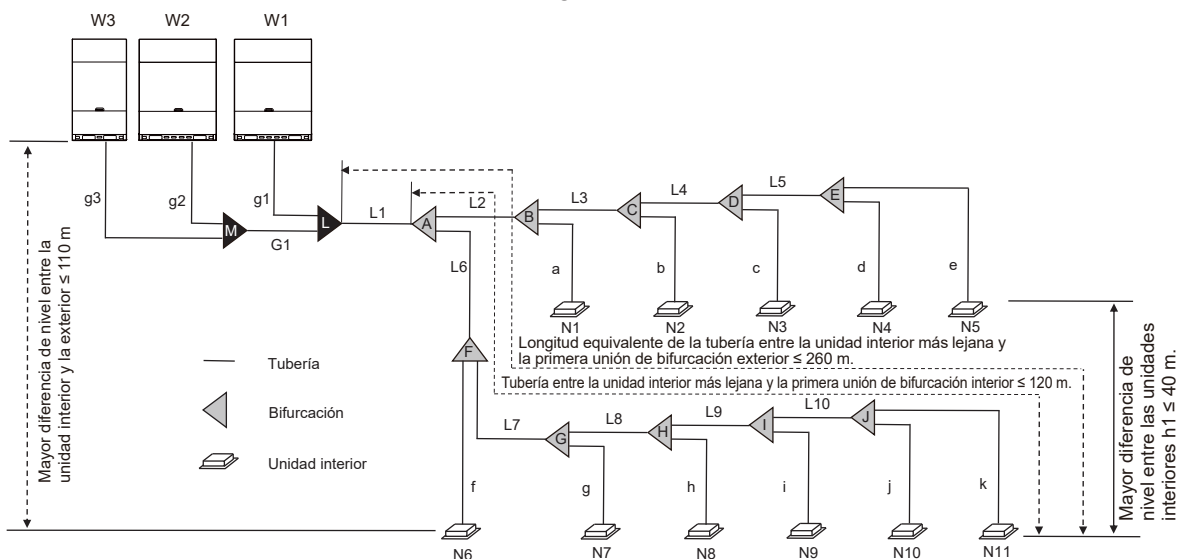 W3
W2
W1
g3
g2
g1
M
L
G1
L1
A
L2
B
L3
C
L4
D
L5
E
L6
a
b
c
d
e
N1
N2
N3
N4
N5
Mayor diferencia de nivel entre la
unidad interior y la exterior ≤ 110 m
Longitud equivalente de la tubería entre la unidad interior más lejana y
la primera unión de bifurcación exterior ≤ 260 m.
Tubería entre la unidad interior más lejana y la primera unión de bifurcación interior ≤ 120 m.
Mayor diferencia de
nivel entre las unidades
interiores h1 ≤ 40 m.
Tubería
Bifurcación
Unidad interior
F
L7
G
L8
H
L9
I
L10
J
f
g
h
i
j
k
N6
N7
N8
N9
N10
N11